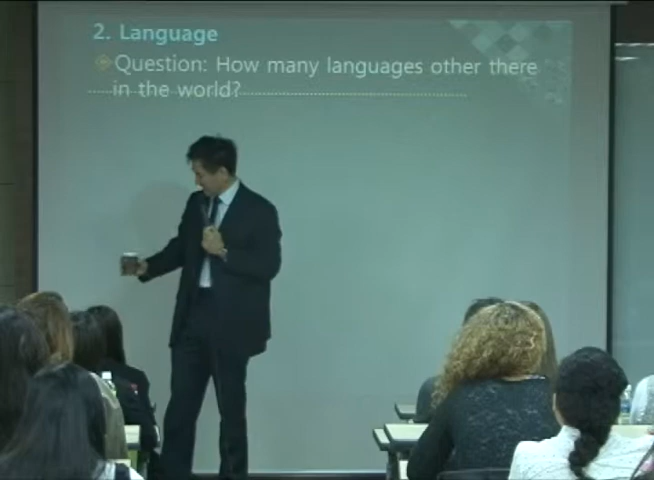 2. Language
Question: How many languages other there
in the world?